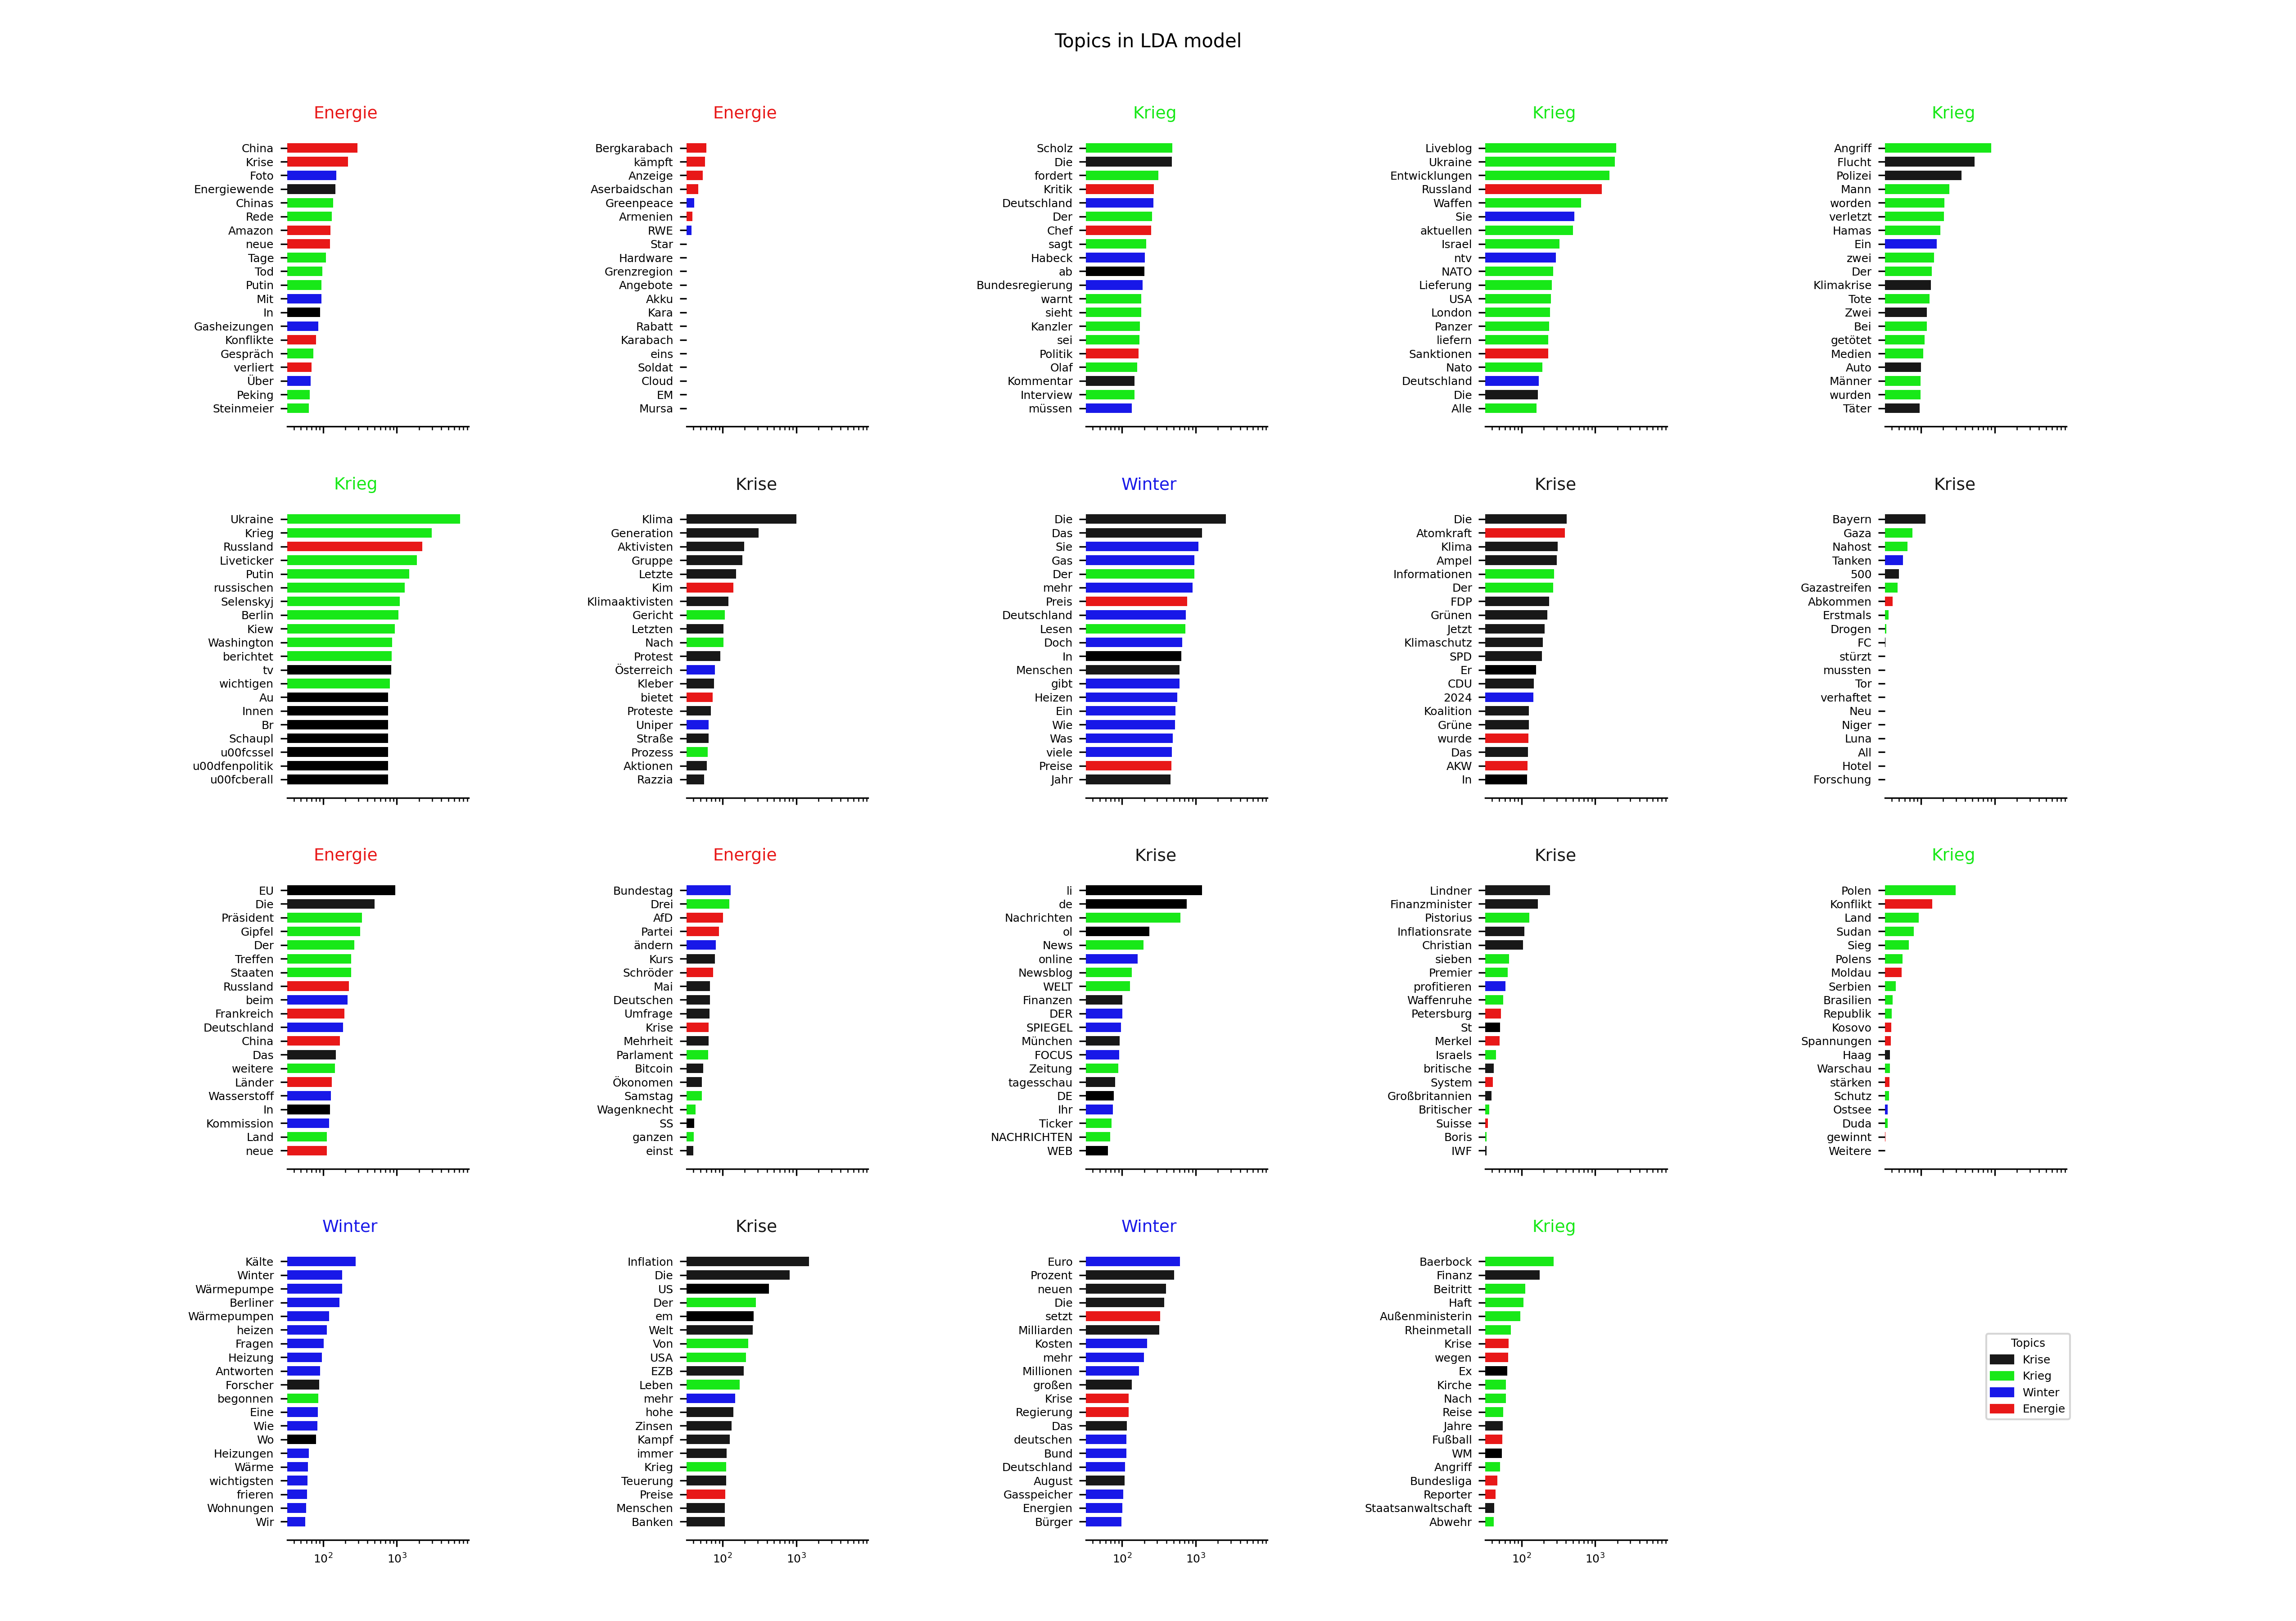 Topics in LDA model
Energie
China
Krise
Foto
Energiewende
Chinas
Rede
Amazon
neue
Tage
Tod
Putin
Mit
In
Gasheizungen
Konflikte
Gespräch
verliert
Über
Peking
Steinmeier
Energie
Bergkarabach
kämpft
Anzeige
Aserbaidschan
Greenpeace
Armenien
RWE
Star
Hardware
Grenzregion
Angebote
Akku
Kara
Rabatt
Karabach
eins
Soldat
Cloud
EM
Mursa
Krieg
Scholz
Die
fordert
Kritik
Deutschland
Der
Chef
sagt
Habeck
ab
Bundesregierung
warnt
sieht
Kanzler
sei
Politik
Olaf
Kommentar
Interview
müssen
Krieg
Liveblog
Ukraine
Entwicklungen
Russland
Waffen
Sie
aktuellen
Israel
ntv
NATO
Lieferung
USA
London
Panzer
liefern
Sanktionen
Nato
Deutschland
Die
Alle
Krieg
Angriff
Flucht
Polizei
Mann
worden
verletzt
Hamas
Ein
zwei
Der
Klimakrise
Tote
Zwei
Bei
getötet
Medien
Auto
Männer
wurden
Täter
Krieg
Ukraine
Krieg
Russland
Liveticker
Putin
russischen
Selenskyj
Berlin
Kiew
Washington
berichtet
tv
wichtigen
Au
Innen
Br
Schaupl
u00fcssel
u00dfenpolitik
u00fcberall
Krise
Klima
Generation
Aktivisten
Gruppe
Letzte
Kim
Klimaaktivisten
Gericht
Letzten
Nach
Protest
Österreich
Kleber
bietet
Proteste
Uniper
Straße
Prozess
Aktionen
Razzia
Winter
Die
Das
Sie
Gas
Der
mehr
Preis
Deutschland
Lesen
Doch
In
Menschen
gibt
Heizen
Ein
Wie
Was
viele
Preise
Jahr
Krise
Die
Atomkraft
Klima
Ampel
Informationen
Der
FDP
Grünen
Jetzt
Klimaschutz
SPD
Er
CDU
2024
Koalition
Grüne
wurde
Das
AKW
In
Krise
Bayern
Gaza
Nahost
Tanken
500
Gazastreifen
Abkommen
Erstmals
Drogen
FC
stürzt
mussten
Tor
verhaftet
Neu
Niger
Luna
All
Hotel
Forschung
Energie
EU
Die
Präsident
Gipfel
Der
Treffen
Staaten
Russland
beim
Frankreich
Deutschland
China
Das
weitere
Länder
Wasserstoff
In
Kommission
Land
neue
Energie
Bundestag
Drei
AfD
Partei
ändern
Kurs
Schröder
Mai
Deutschen
Umfrage
Krise
Mehrheit
Parlament
Bitcoin
Ökonomen
Samstag
Wagenknecht
SS
ganzen
einst
Krise
li
de
Nachrichten
ol
News
online
Newsblog
WELT
Finanzen
DER
SPIEGEL
München
FOCUS
Zeitung
tagesschau
DE
Ihr
Ticker
NACHRICHTEN
WEB
Krise
Lindner
Finanzminister
Pistorius
Inflationsrate
Christian
sieben
Premier
profitieren
Waffenruhe
Petersburg
St
Merkel
Israels
britische
System
Großbritannien
Britischer
Suisse
Boris
IWF
Krieg
Polen
Konflikt
Land
Sudan
Sieg
Polens
Moldau
Serbien
Brasilien
Republik
Kosovo
Spannungen
Haag
Warschau
stärken
Schutz
Ostsee
Duda
gewinnt
Weitere
Winter
Kälte
Winter
Wärmepumpe
Berliner
Wärmepumpen
heizen
Fragen
Heizung
Antworten
Forscher
begonnen
Eine
Wie
Wo
Heizungen
Wärme
wichtigsten
frieren
Wohnungen
Wir
10² 10³
Krise
Inflation
Die
US
Der
em
Welt
Von
USA
EZB
Leben
mehr
hohe
Zinsen
Kampf
immer
Krieg
Teuerung
Preise
Menschen
Banken
10² 10³
Winter
Euro
Prozent
neuen
Die
setzt
Milliarden
Kosten
mehr
Millionen
großen
Krise
Regierung
Das
deutschen
Bund
Deutschland
August
Gasspeicher
Energien
Bürger
10² 10³
Krieg
Baerbock
Finanz
Beitritt
Haft
Außenministerin
Rheinmetall
Krise
wegen
Ex
Kirche
Nach
Reise
Jahre
Fußball
WM
Angriff
Bundesliga
Reporter
Staatsanwaltschaft
Abwehr
10² 10³
Topics
Krise
Krieg
Winter
Energie